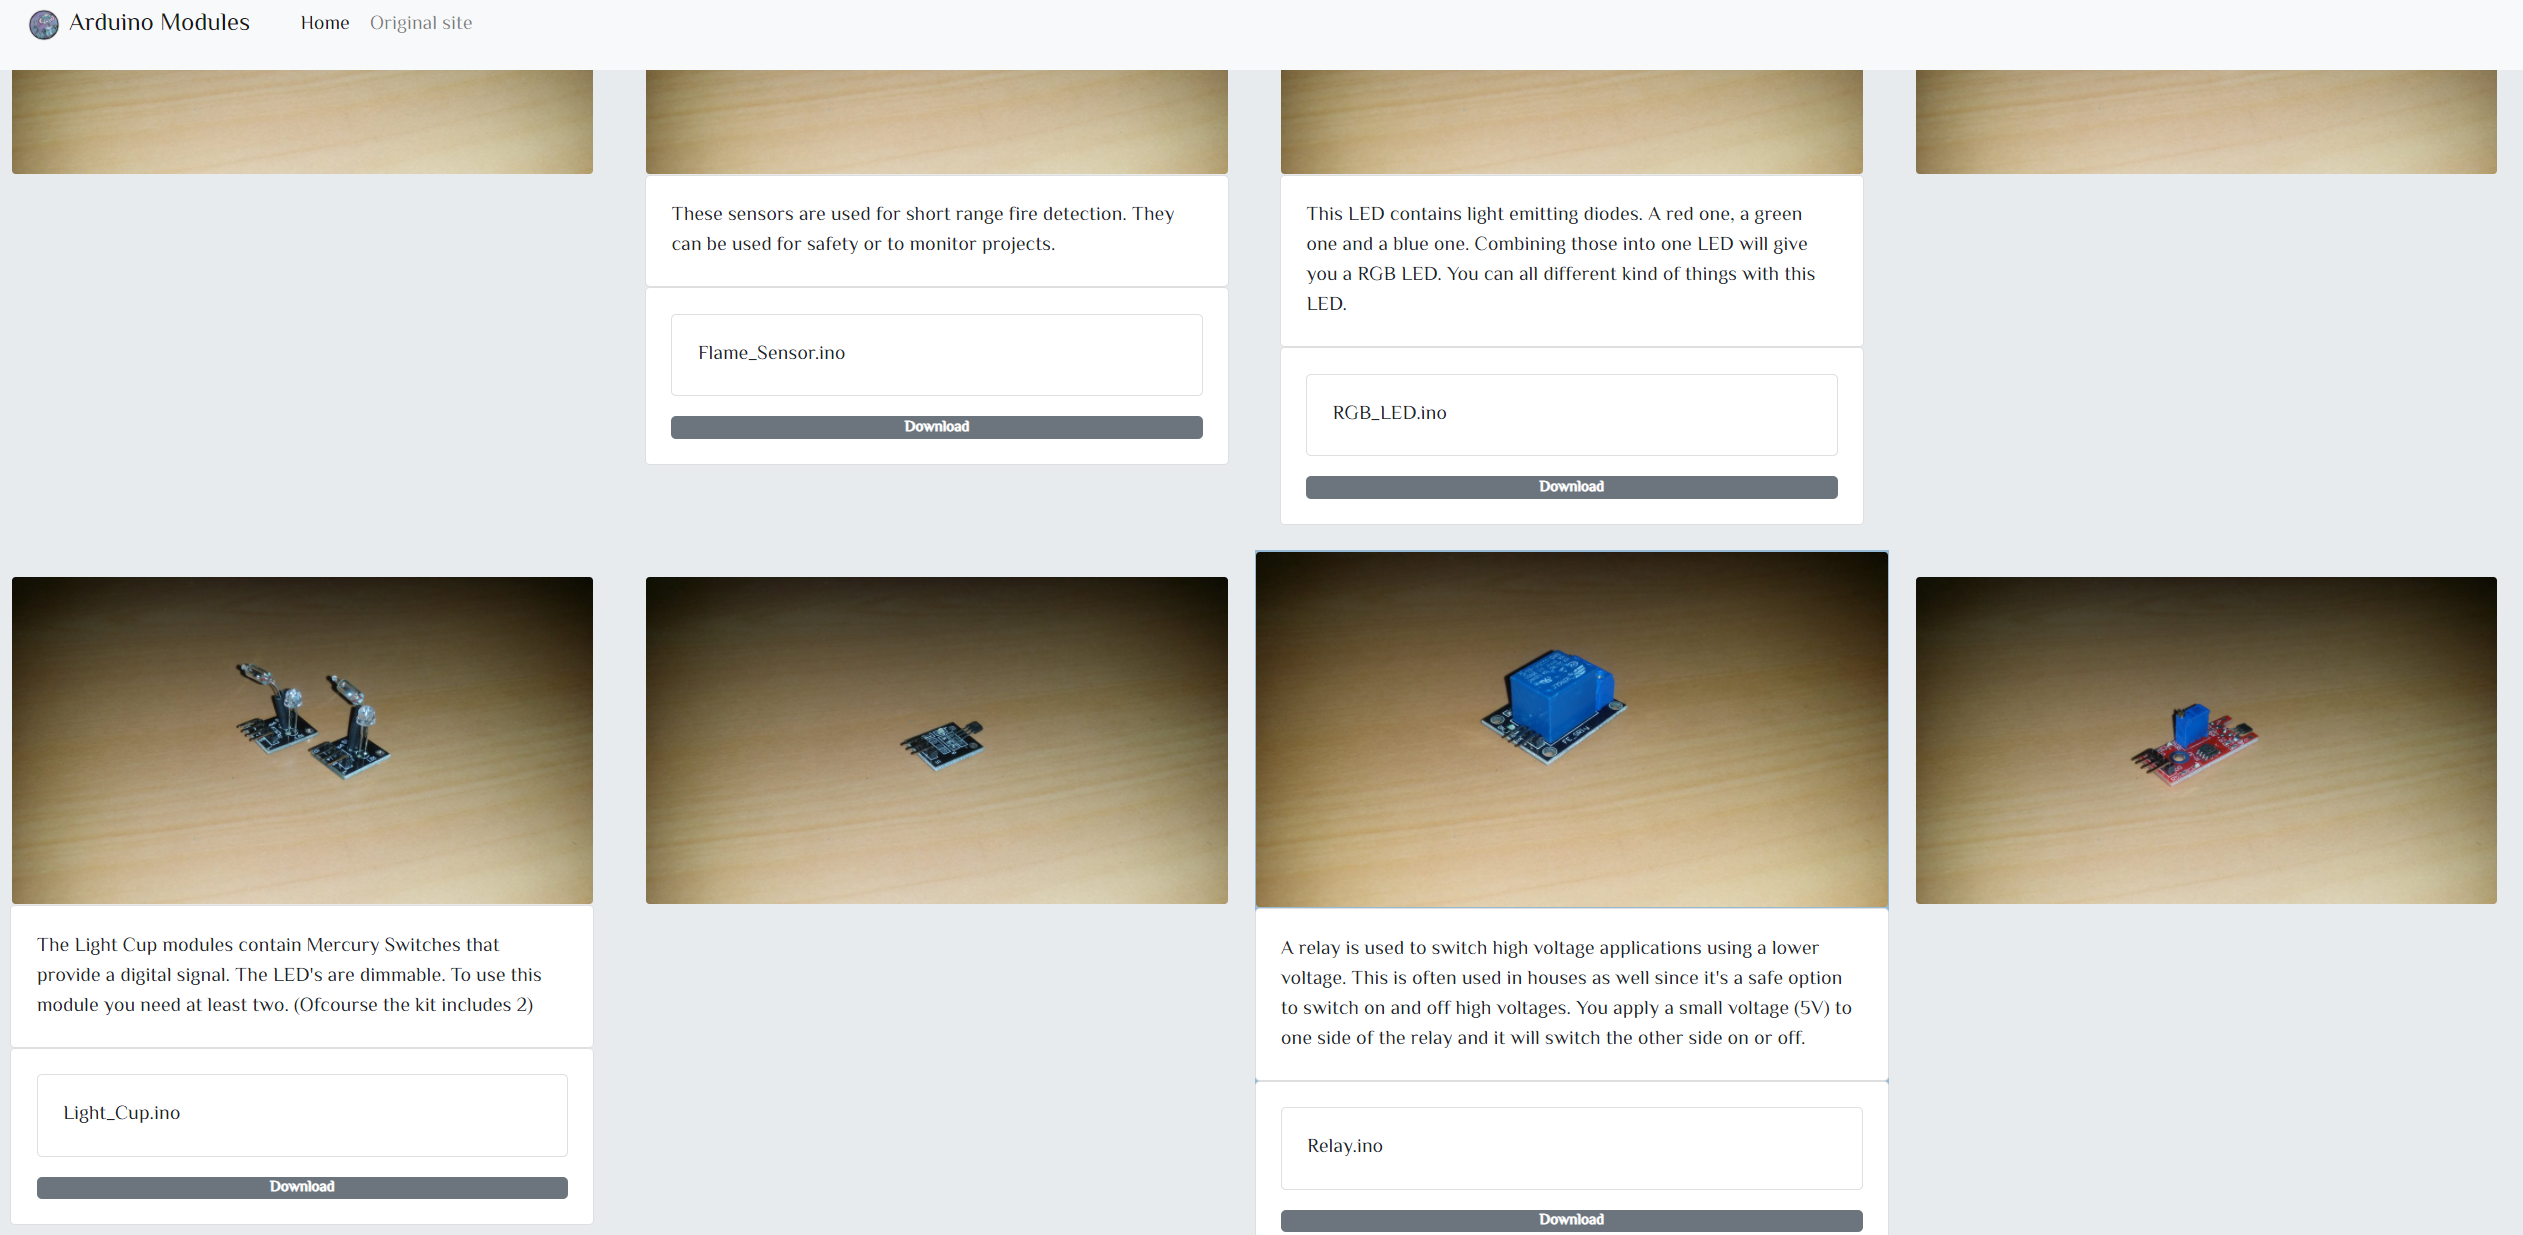 Arduino Modules Home Original site
These sensors are used for short range fire detection. They
can be used for safety or to monitor projects.
Flame_Sensor.ino
Download
This LED contains light emitting diodes. A red one, a green
one and a blue one. Combining those into one LED will give
you a RGB LED. You can all different kind of things with this
LED.
RGB_LED.ino
Download
The Light Cup modules contain Mercury Switches that
provide a digital signal. The LED's are dimmable. To use this
module you need at least two. (Ofcourse the kit includes 2)
Light_Cup.ino
Download
A relay is used to switch high voltage applications using a lower
voltage. This is often used in houses as well since it's a safe option
to switch on and off high voltages. You apply a small voltage (5V) to
one side of the relay and it will switch the other side on or off.
Relay.ino
Download